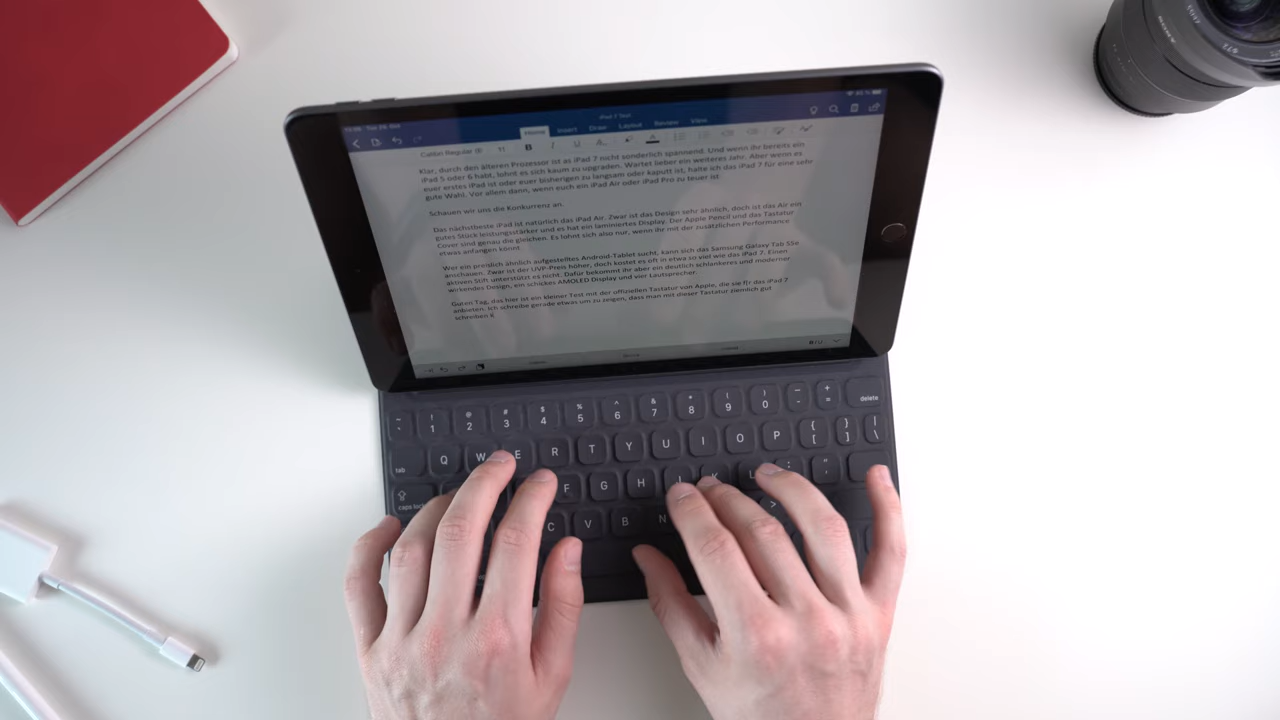 iPad 7 Test
Home Insert Draw Layout Review View
Calibri Regular (B 11 B I U A
Klar, durch den älteren Prozessor ist as iPad 7 nicht sonderlich spannend. Und wenn ihr bereits ein
iPad 5 oder 6 habt, lohnt es sich kaum zu upgraden. Wartet lieber ein weiteres Jahr. Aber wenn es
euer erstes iPad ist oder euer bisherigen zu langsam oder kaputt ist, halte ich das iPad 7 für eine sehr
gute Wahl. Vor allem dann, wenn euch ein iPad Air oder iPad Pro zu teuer ist
Schauen wir uns die Konkurrenz an.
Das nächstbeste iPad ist natürlich das iPad Air. Zwar ist das Design sehr ähnlich, doch ist das Air ein
gutes Stück leistungsstärker und es hat ein laminiertes Display. Der Apple Pencil und das Tastatur
Cover sind genau die gleichen. Es lohnt sich also nur, wenn ihr mit der zusätzlichen Performance
etwas anfangen könnt
Wer ein preislich ähnlich aufgestelltes Android-Tablet sucht, kann sich das Samsung Galaxy Tab S5e
anschauen. Zwar ist der UVP-Preis höher, doch kostet es oft in etwa so viel wie das iPad 7. Einen
aktiven Stift unterstützt es nicht. Dafür bekommt ihr aber ein deutlich schlankeres und moderner
wirkendes Design, ein schickes AMOLED Display und vier Lautsprecher.
Guten Tag, das hier ist ein kleiner Test mit der offiziellen Tastatur von Apple, die sie f[r das iPad 7
anbieten. Ich schreibe gerade etwas um zu zeigen, dass man mit dieser Tastatur ziemlich gut
schreiben
~ ! @ # $ % ^ & * ( ) − +
1 2 3 4 5 6 7 8 9 0 - = delete
tab Q W E R T Y U I O P { [ } ] | \
caps lock F G H J K L : " '
C V B N >